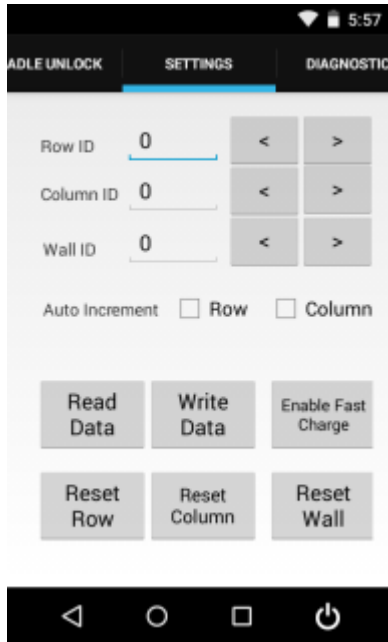 5:57
ADLE UNLOCK SETTINGS DIAGNOSTIC
Row ID 0 < >
Column ID 0 < >
Wall ID 0 < >
Auto Increment Row Column
Read Data
Write Data
Enable Fast Charge
Reset Row
Reset Column
Reset Wall